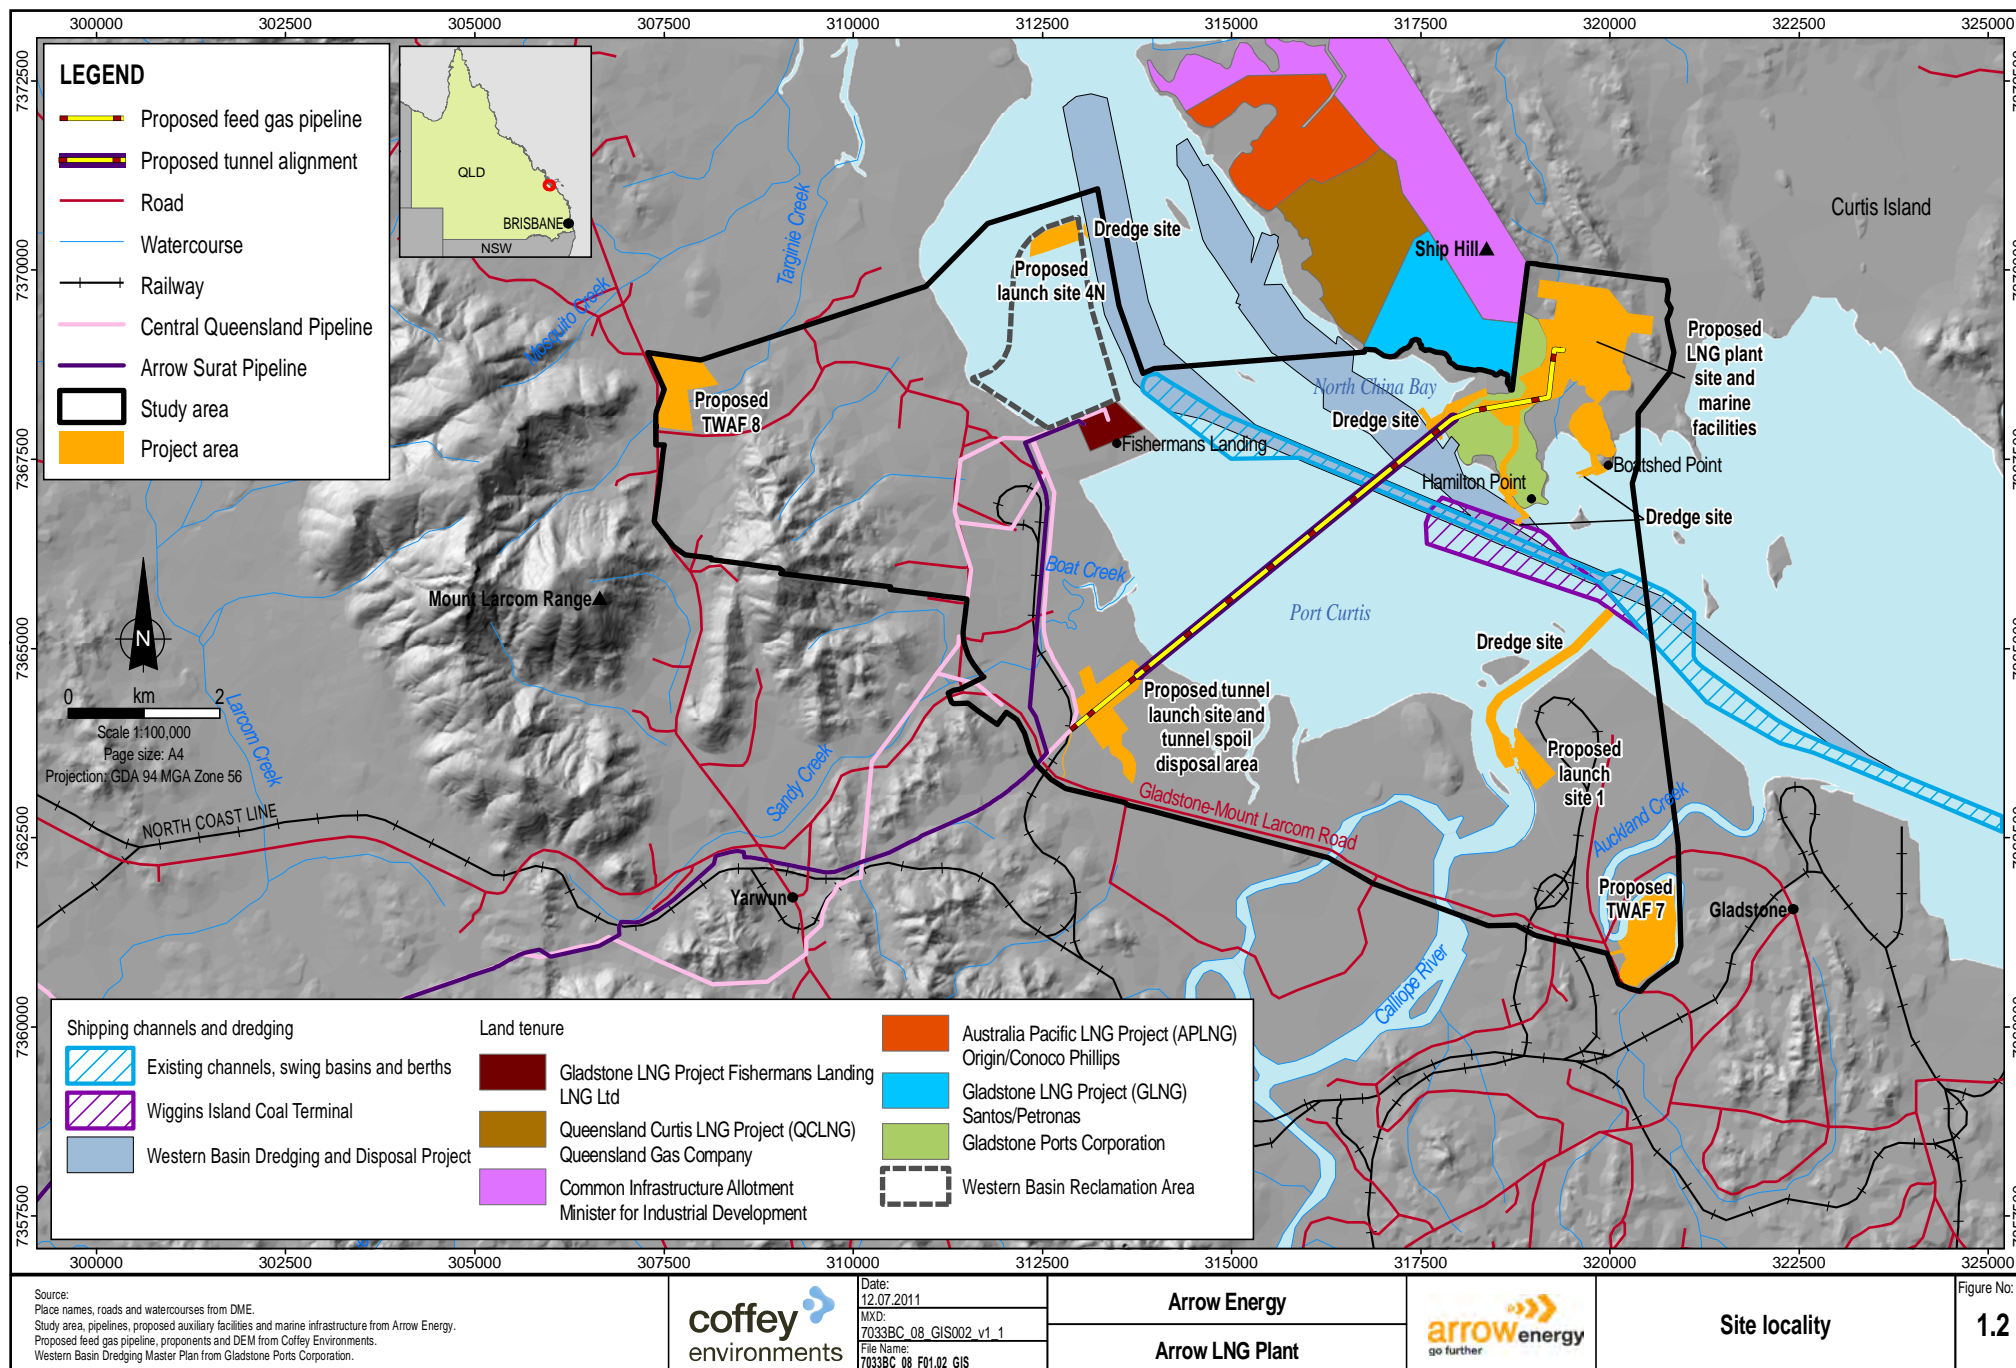 300000 302500 305000 307500 310000 312500 315000 317500 320000 322500 325000
7372500
7370000
7367500
7365000
7362500
7360000
7357500
LEGEND
Proposed feed gas pipeline
Proposed tunnel alignment
Road
Watercourse
Railway
Central Queensland Pipeline
Arrow Surat Pipeline
Study area
Project area
QLD
BRISBANE
NSW
Targinie Creek
Mosquito Creek
Curtis Island
Ship Hill
Dredge site
Proposed
launch site 4N
Proposed
LNG plant
site and
marine
facilities
North China Bay
Dredge site
Proposed
TWAF 8
Fishermans Landing
Boatshed Point
Hamilton Point
Dredge site
Boat Creek
Mount Larcom Range
Port Curtis
Dredge site
N
0 km 2
Scale 1:100,000
Page size: A4
Projection: GDA 94 MGA Zone 56
Larcom Creek
Proposed tunnel
launch site and
tunnel spoil
disposal area
Proposed
launch
site 1
Sandy Creek
Gladstone-Mount Larcom Road
Auckland Creek
NORTH COAST LINE
Yarwun
Proposed
TWAF 7
Gladstone
Calliope River
Shipping channels and dredging
Existing channels, swing basins and berths
Wiggins Island Coal Terminal
Western Basin Dredging and Disposal Project
Land tenure
Gladstone LNG Project Fishermans Landing
LNG Ltd
Queensland Curtis LNG Project (QCLNG)
Queensland Gas Company
Common Infrastructure Allotment
Minister for Industrial Development
Australia Pacific LNG Project (APLNG)
Origin/Conoco Phillips
Gladstone LNG Project (GLNG)
Santos/Petronas
Gladstone Ports Corporation
Western Basin Reclamation Area
300000 302500 305000 307500 310000 312500 315000 317500 320000 322500 325000
Source:
Place names, roads and watercourses from DME.
Study area, pipelines, proposed auxiliary facilities and marine infrastructure from Arrow Energy.
Proposed feed gas pipeline, proponents and DEM from Coffey Environments.
Western Basin Dredging Master Plan from Gladstone Ports Corporation.
coffey
environments
Date:
12.07.2011
MXD:
7033BC_08_GIS002_v1_1
File Name:
7033BC_08_F01.02_GIS
Arrow Energy
Arrow LNG Plant
arrow energy
go further
Site locality
Figure No:
1.2